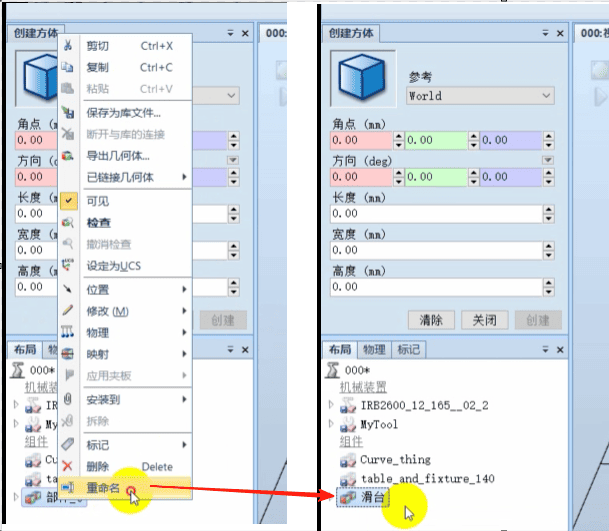 创建方体
剪切 Ctrl+X
复制 Ctrl+C
粘贴 Ctrl+V
保存为库文件...
断开与库的连接
导出几何体...
已链接几何体
可见
检查
撤消检查
设定为UCS
位置
修改 (M)
物理
映射
应用夹板
安装到
拆除
标记
删除 Delete
重命名
角点 (m
0.00
方向 (d
0.00
长度 (m
0.00
宽度 (m
0.00
高度 (m
0.00
创建
布局
000*
机械装
IR
My
组件
Cu
ta
部
000:
创建方体
参考
World
角点 (mm)
0.00 0.00 0.00
方向 (deg)
0.00 0.00 0.00
长度 (mm)
0.00
宽度 (mm)
0.00
高度 (mm)
0.00
清除 关闭 创建
布局 物理 标记
000*
机械装置
IRB2600_12_165__02_2
MyTool
组件
Curve_thing
table_and_fixture_140
滑台
000:视